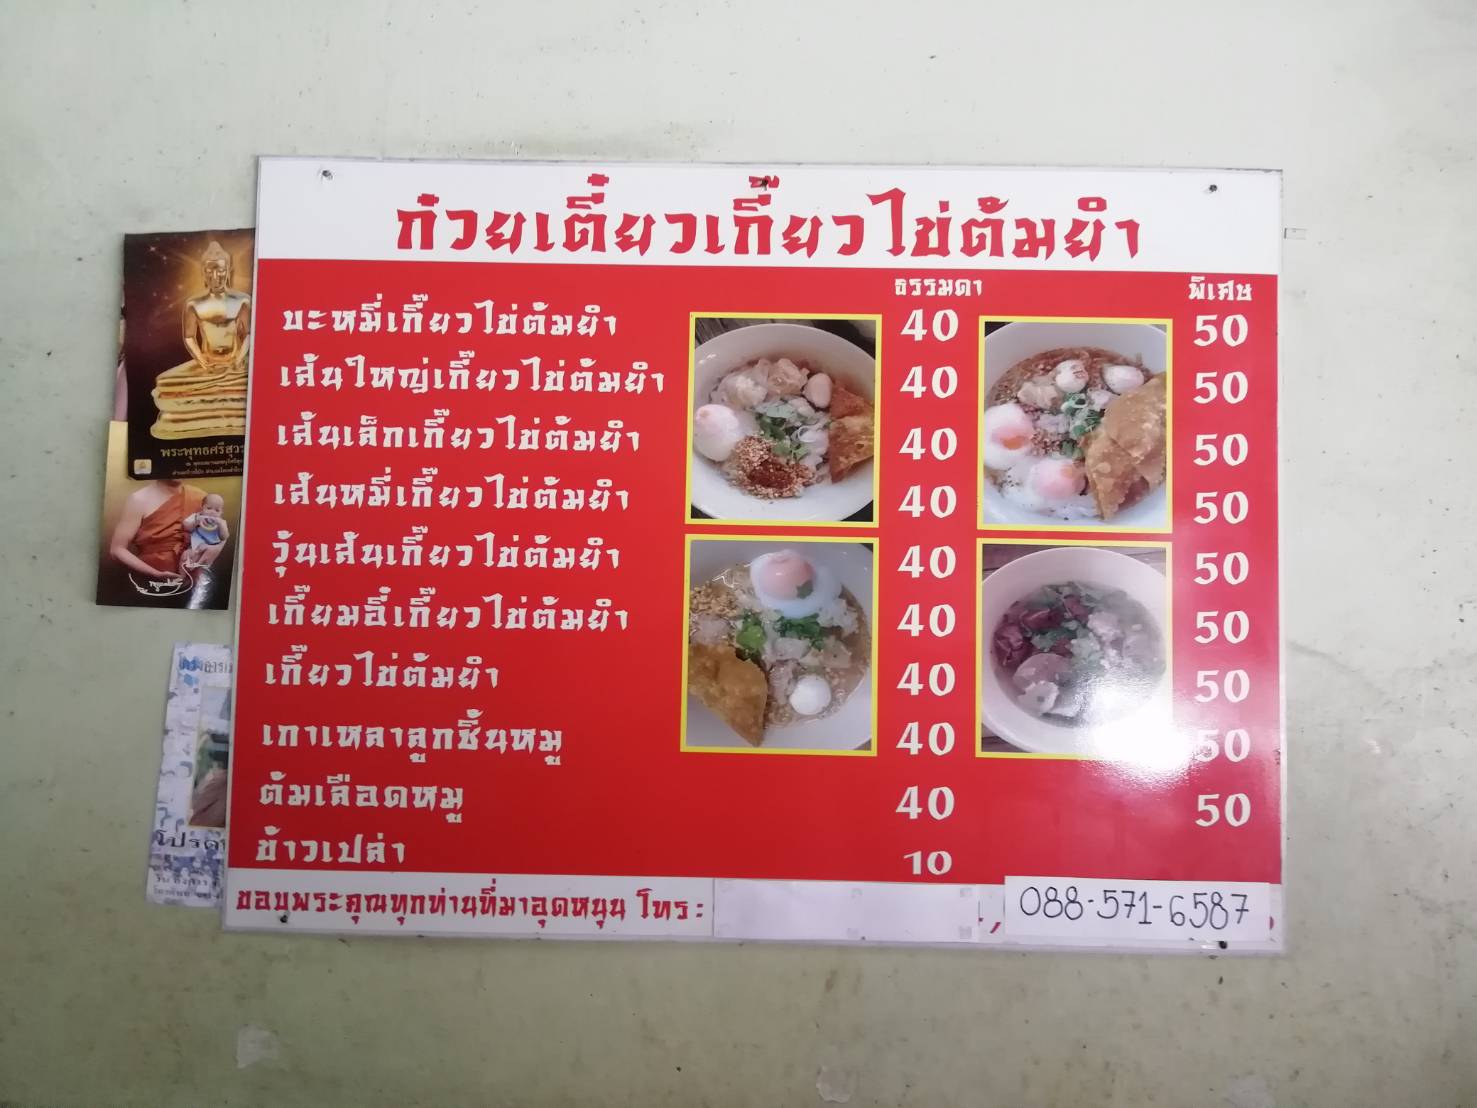 ก๋วยเตี๋ยวเกี๊ยวไข่ต้มยำ
ธรรมดา พิเศษ
บะหมี่เกี๊ยวไข่ต้มยำ 40 50
เส้นใหญ่เกี๊ยวไข่ต้มยำ 40 50
เส้นเล็กเกี๊ยวไข่ต้มยำ 40 50
เส้นหมี่เกี๊ยวไข่ต้มยำ 40 50
วุ้นเส้นเกี๊ยวไข่ต้มยำ 40 50
เกี๊ยมอี๋เกี๊ยวไข่ต้มยำ 40 50
เกี๊ยวไข่ต้มยำ 40 50
เกาเหลาลูกชิ้นหมู 40 50
ต้มเลือดหมู 40 50
ข้าวเปล่า 10
ขอบพระคุณทุกท่านที่มาอุดหนุน โทร: 088-571-6587